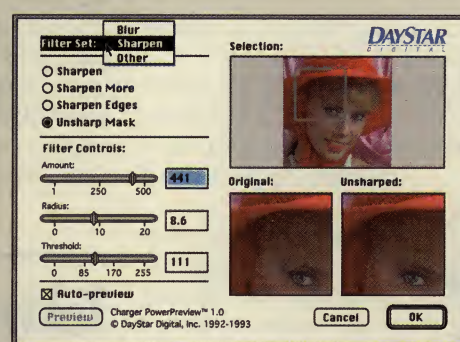 Blur
Filter Set: Sharpen
Other
Sharpen
Sharpen More
Sharpen Edges
Unsharp Mask
Filter Controls:
Amount:
441
1 250 500
Radius:
8.6
0 10 20
Threshold:
111
0 85 170 255
Auto-preview
Preview
Charger PowerPreview™ 1.0
© DayStar Digital, Inc. 1992-1993
DAYSTAR
DIGITAL
Selection:
Original:
Unsharped:
Cancel
OK